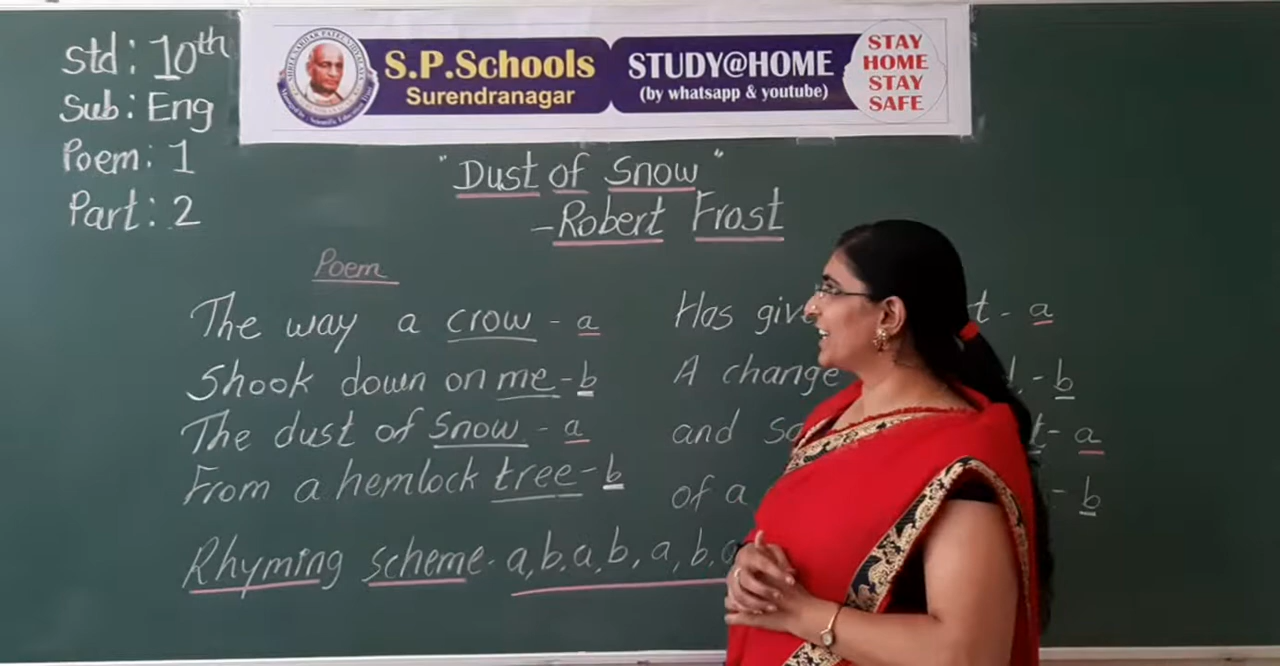 std: 10th
Sub: Eng
Poem: 1
Part: 2
S.P.Schools
Surendranagar
STUDY@HOME
(by whatsapp & youtube)
STAY
HOME
STAY
SAFE
"Dust of Snow"
-Robert Frost
Poem
The way a crow - a
Shook down on me - b
The dust of Snow - a
From a hemlock tree - b
Has t - a
A change - b
and t - a
of a - b
Rhyming scheme - a, b, a, b, a, b,